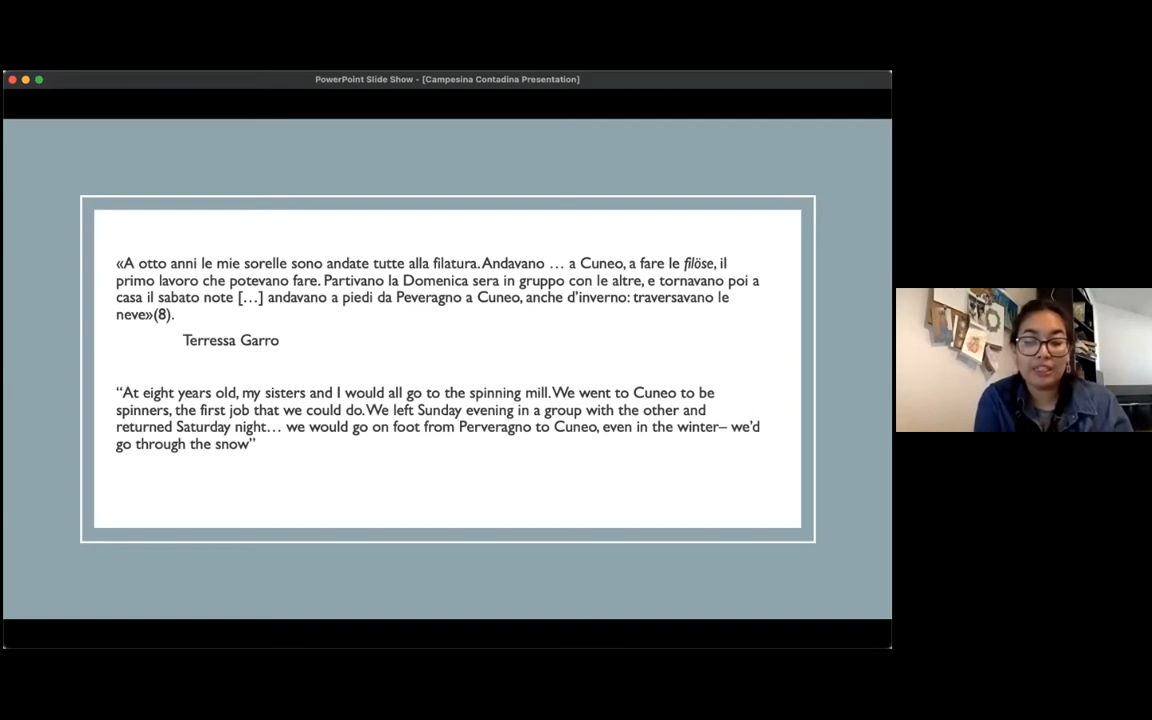 PowerPoint Slide Show - [Campesina Contadina Presentation]
«A otto anni le mie sorelle sono andate tutte alla filatura. Andavano … a Cuneo, a fare le filöse, il
primo lavoro che potevano fare. Partivano la Domenica sera in gruppo con le altre, e tornavano poi a
casa il sabato note […] andavano a piedi da Peveragno a Cuneo, anche d’inverno: traversavano le
neve»(8).
Terressa Garro
“At eight years old, my sisters and I would all go to the spinning mill. We went to Cuneo to be
spinners, the first job that we could do. We left Sunday evening in a group with the other and
returned Saturday night… we would go on foot from Perveragno to Cuneo, even in the winter– we’d
go through the snow”